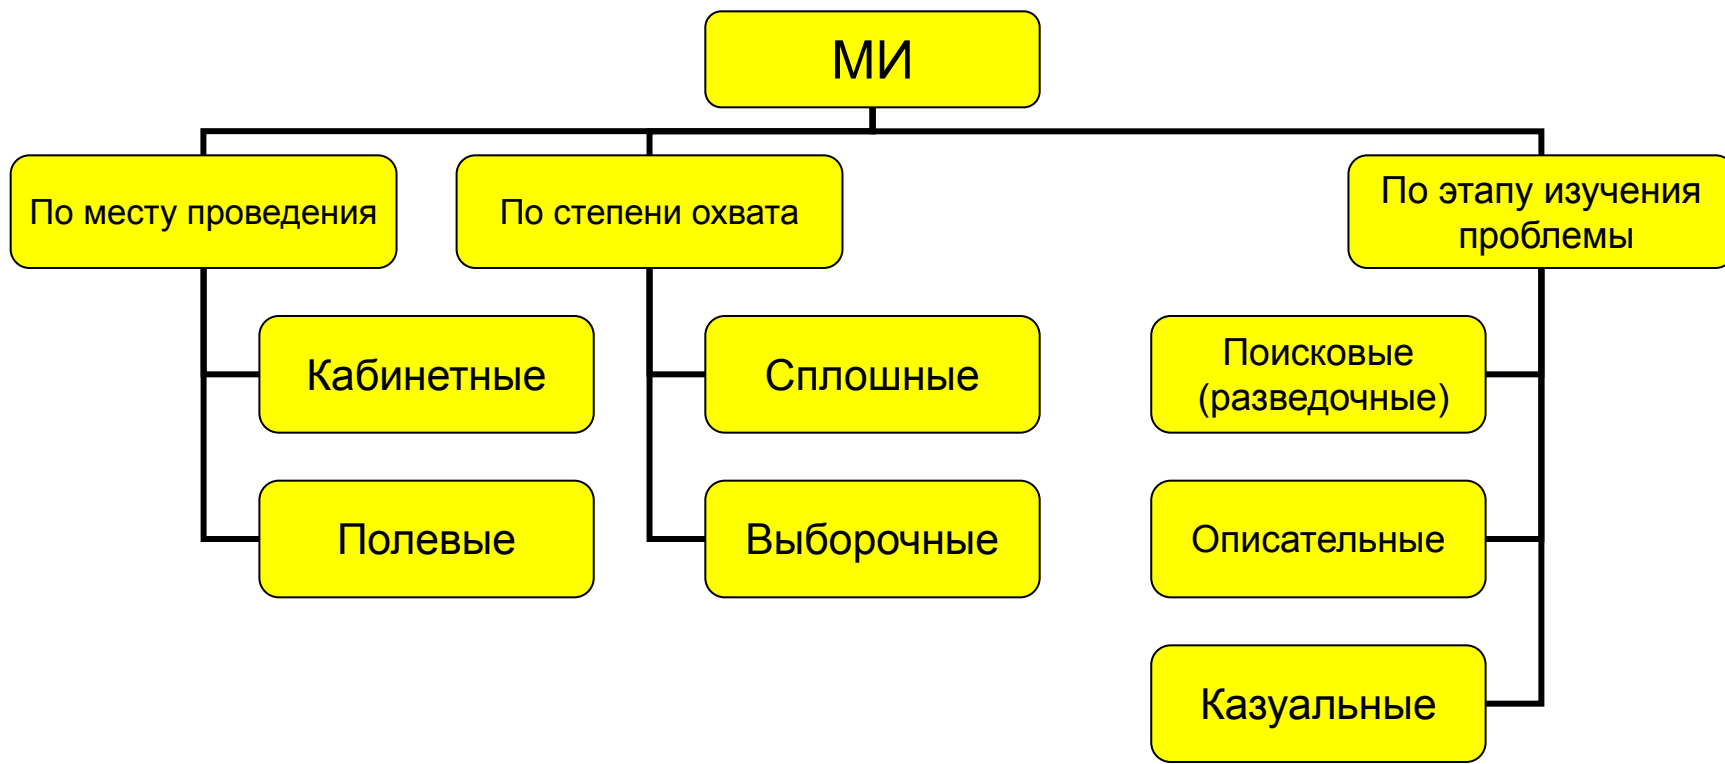 МИ
По месту проведения
По степени охвата
По этапу изучения
проблемы
Кабинетные
Сплошные
Поисковые
(разведочные)
Полевые
Выборочные
Описательные
Казуальные